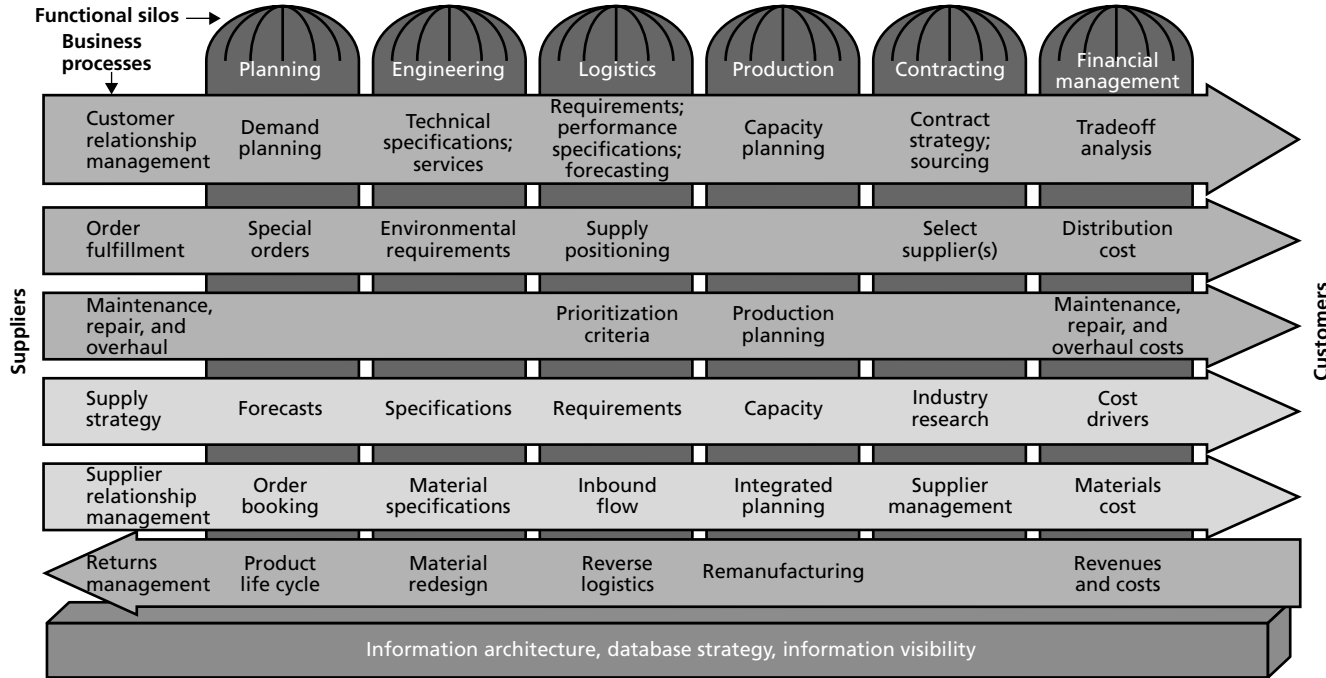 Functional silos
Business
processes
Planning
Engineering
Logistics
Production
Contracting
Financial
management
Customer
relationship
management
Demand
planning
Technical
specifications;
services
Requirements;
performance
specifications;
forecasting
Capacity
planning
Contract
strategy;
sourcing
Tradeoff
analysis
Order
fulfillment
Special
orders
Environmental
requirements
Supply
positioning
Select
supplier(s)
Distribution
cost
Maintenance,
repair, and
overhaul
Prioritization
criteria
Production
planning
Maintenance,
repair, and
overhaul costs
Suppliers
Customers
Supply
strategy
Forecasts
Specifications
Requirements
Capacity
Industry
research
Cost
drivers
Supplier
relationship
management
Order
booking
Material
specifications
Inbound
flow
Integrated
planning
Supplier
management
Materials
cost
Returns
management
Product
life cycle
Material
redesign
Reverse
logistics
Remanufacturing
Revenues
and costs
Information architecture, database strategy, information visibility